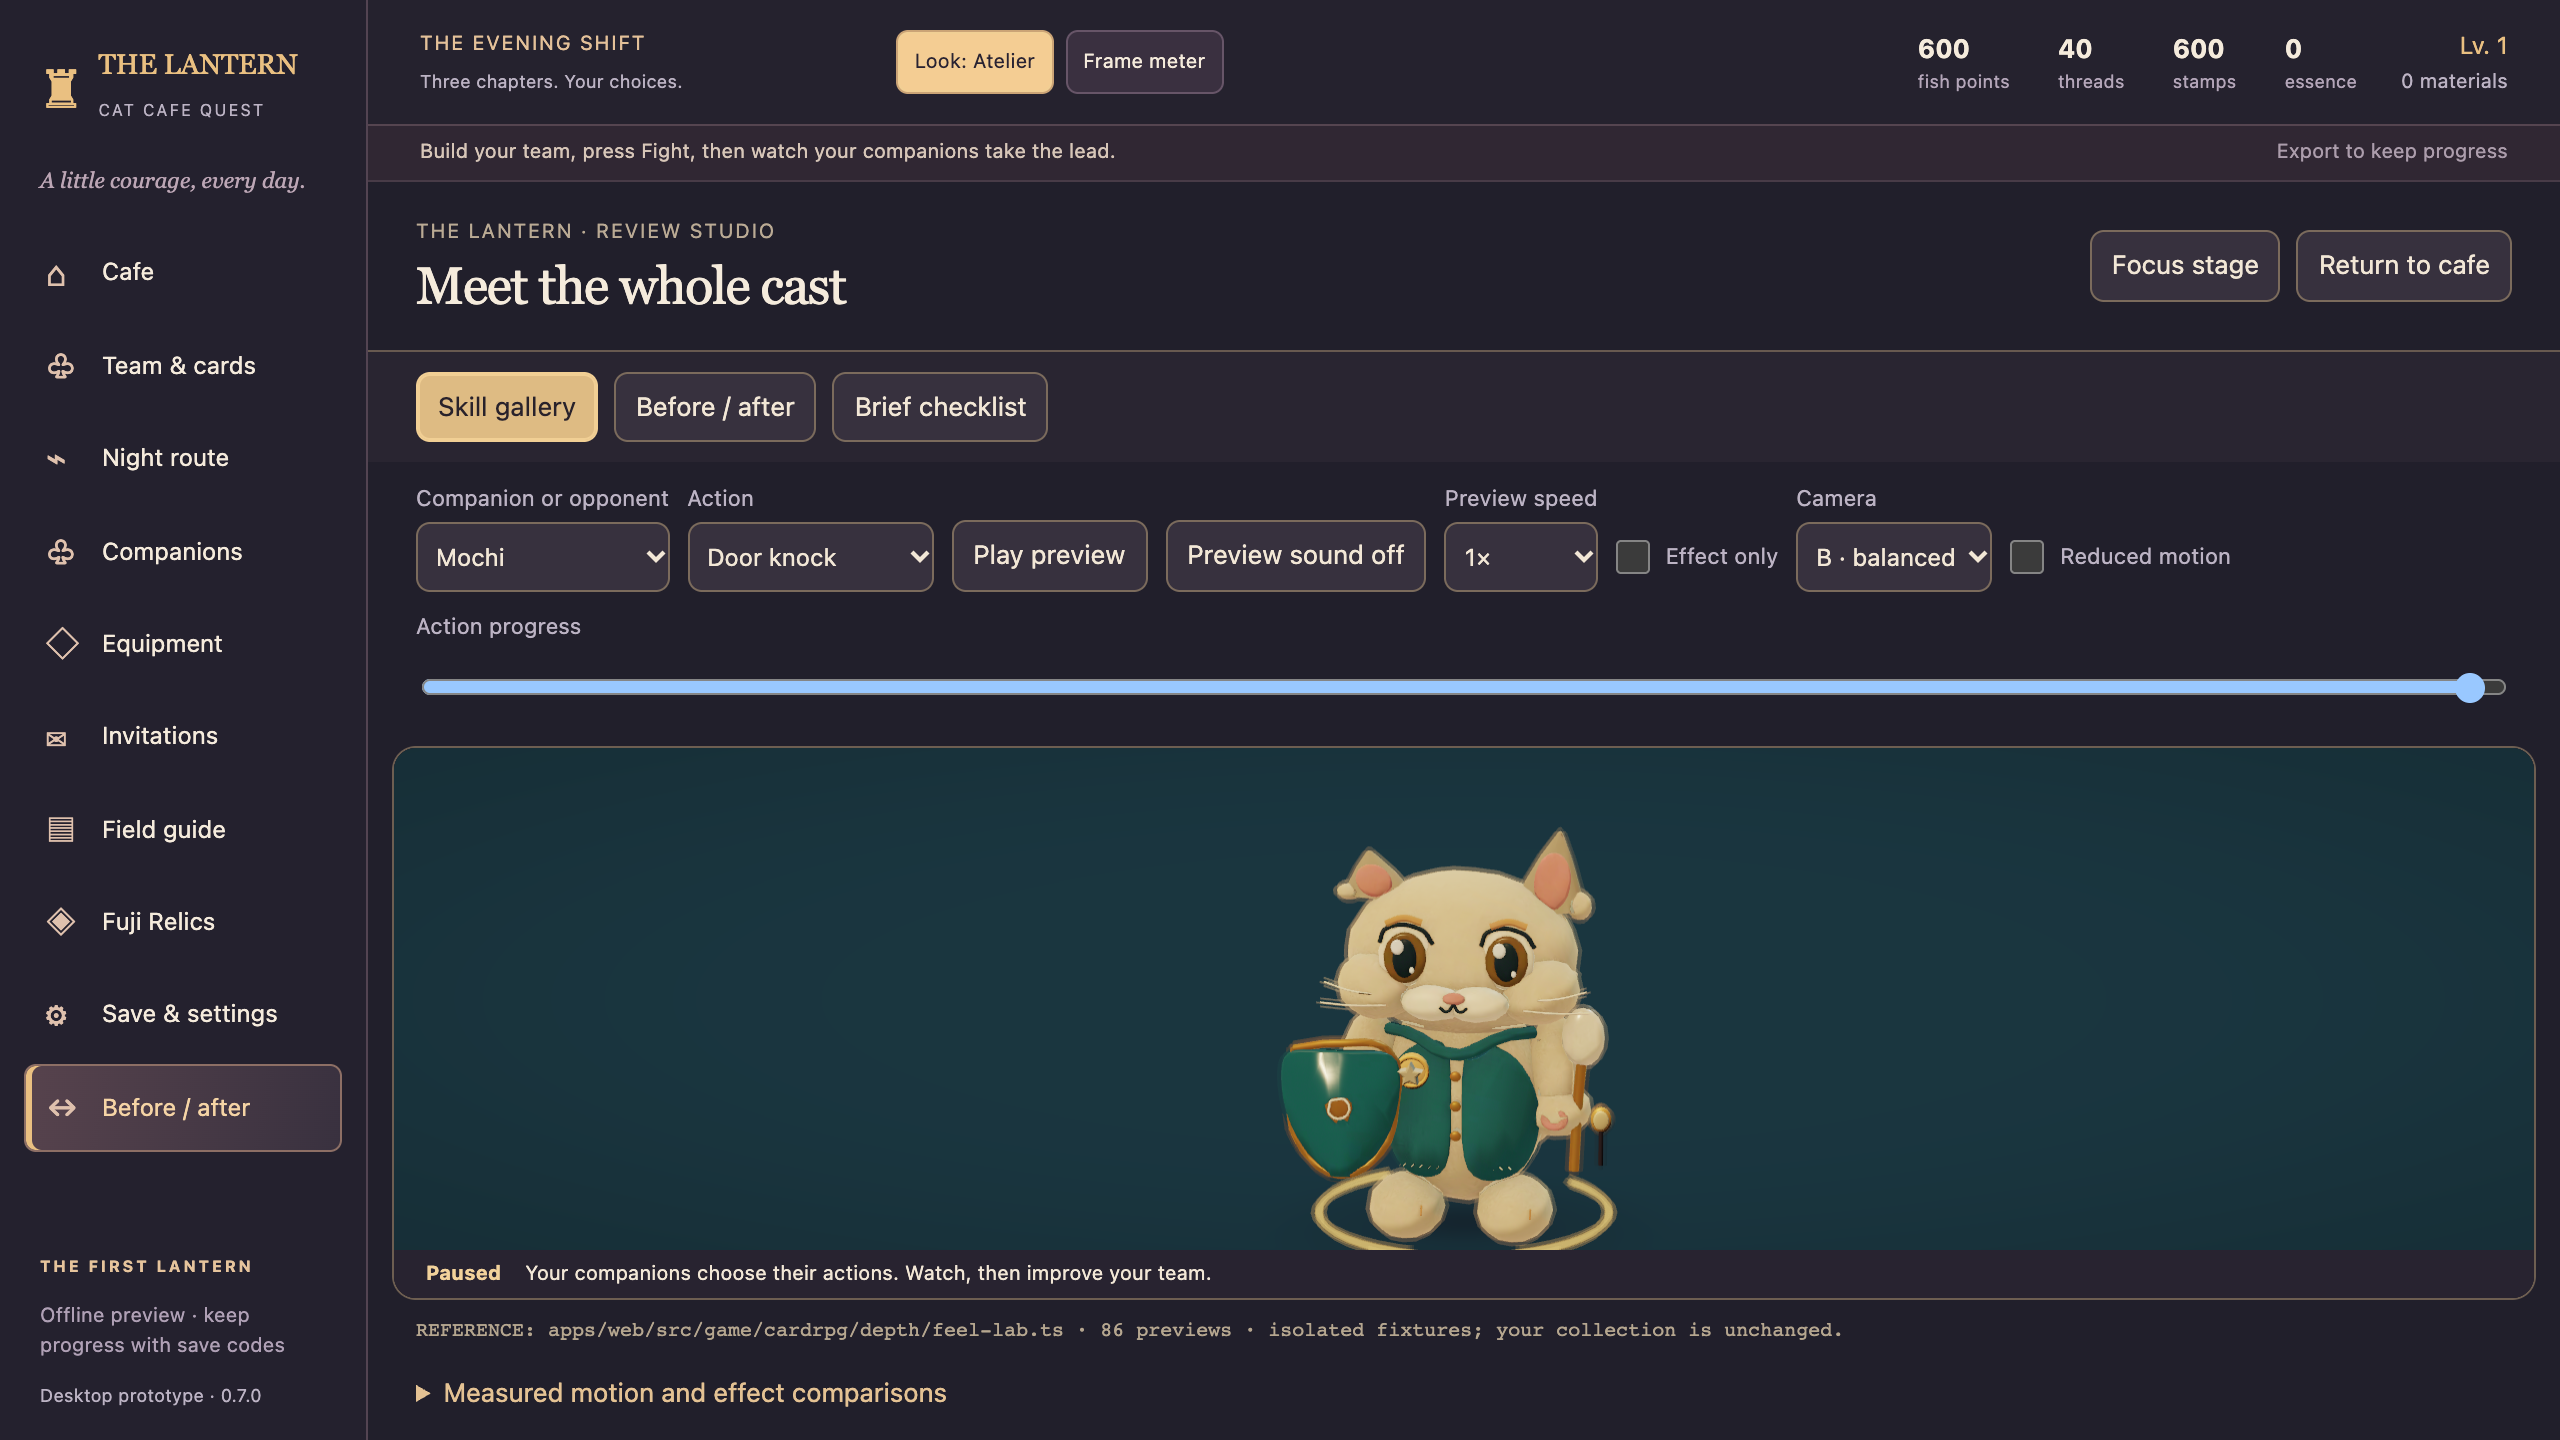 THE LANTERN
CAT CAFE QUEST
A little courage, every day.
Cafe
Team & cards
Night route
Companions
Equipment
Invitations
Field guide
Fuji Relics
Save & settings
Before / after
THE FIRST LANTERN
Offline preview · keep
progress with save codes
Desktop prototype · 0.7.0
THE EVENING SHIFT
Three chapters. Your choices.
Look: Atelier
Frame meter
600
fish points
40
threads
600
stamps
0
essence
Lv. 1
0 materials
Build your team, press Fight, then watch your companions take the lead.
Export to keep progress
THE LANTERN · REVIEW STUDIO
Meet the whole cast
Focus stage
Return to cafe
Skill gallery
Before / after
Brief checklist
Companion or opponent
Mochi
Action
Door knock
Play preview
Preview sound off
Preview speed
1×
Effect only
Camera
B · balanced
Reduced motion
Action progress
Paused Your companions choose their actions. Watch, then improve your team.
REFERENCE: apps/web/src/game/cardrpg/depth/feel-lab.ts · 86 previews · isolated fixtures; your collection is unchanged.
Measured motion and effect comparisons